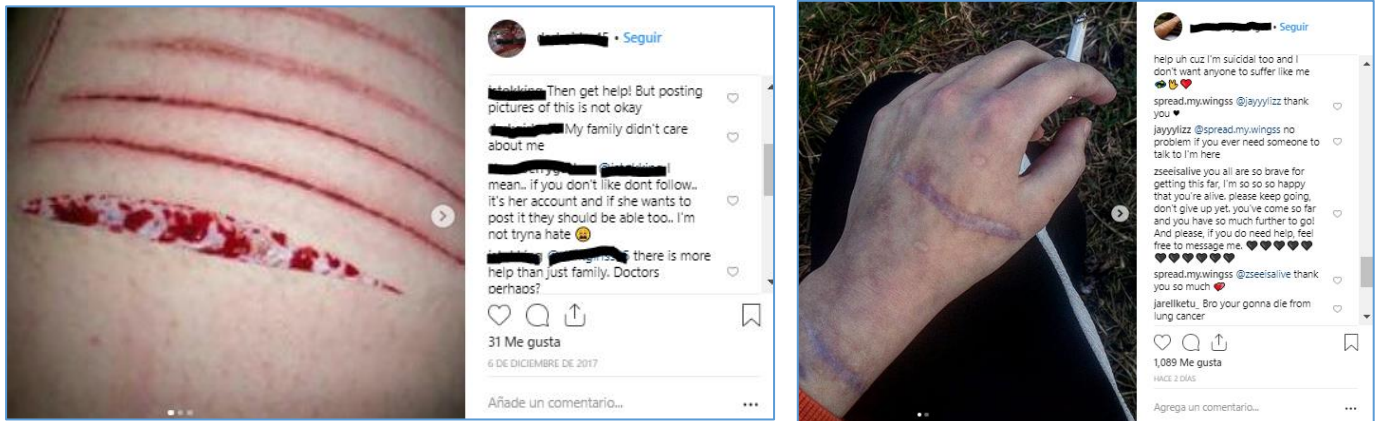 • Seguir
Then get help! But posting
pictures of this is not okay
My family didn't care
about me
I
mean.. if you don't like dont follow..
it's her account and if she wants to
post it they should be able too.. I'm
not tryna hate 😩
there is more
help than just family. Doctors
perhaps?
31 Me gusta
6 DE DICIEMBRE DE 2017
Añade un comentario...
• Seguir
help uh cuz I'm suicidal too and I
don't want anyone to suffer like me
spread.my.wingss @jayyylizz thank
you ♥
jayyylizz @spread.my.wingss no
problem if you ever need someone to
talk to I'm here
zseeisalive you all are so brave for
getting this far, I'm so so so happy
that you're alive. please keep going,
don't give up yet. you've come so far
and you have so much further to go!
And please, if you do need help, feel
free to message me. 🖤🖤🖤🖤🖤
🖤🖤🖤🖤🖤🖤
spread.my.wingss @zseeisalive thank
you so much
jarellketu_ Bro your gonna die from
lung cancer
1,089 Me gusta
HACE 2 DÍAS
Agrega un comentario...